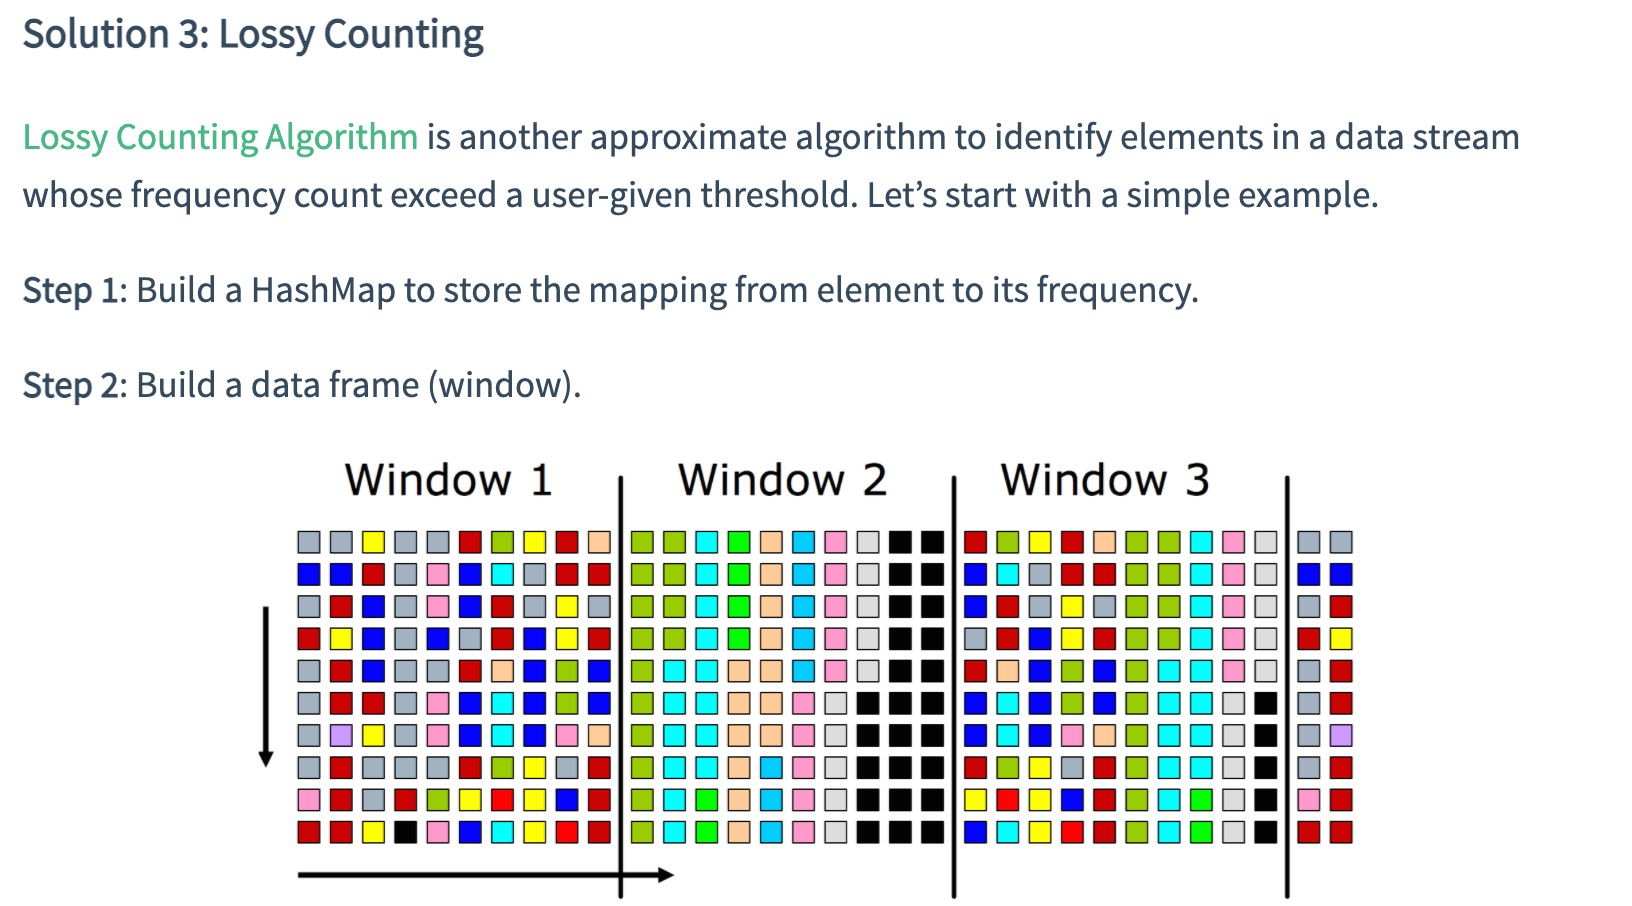 Solution 3: Lossy Counting
Lossy Counting Algorithm is another approximate algorithm to identify elements in a data stream
whose frequency count exceed a user-given threshold. Let’s start with a simple example.
Step 1: Build a HashMap to store the mapping from element to its frequency.
Step 2: Build a data frame (window).
Window 1 Window 2 Window 3